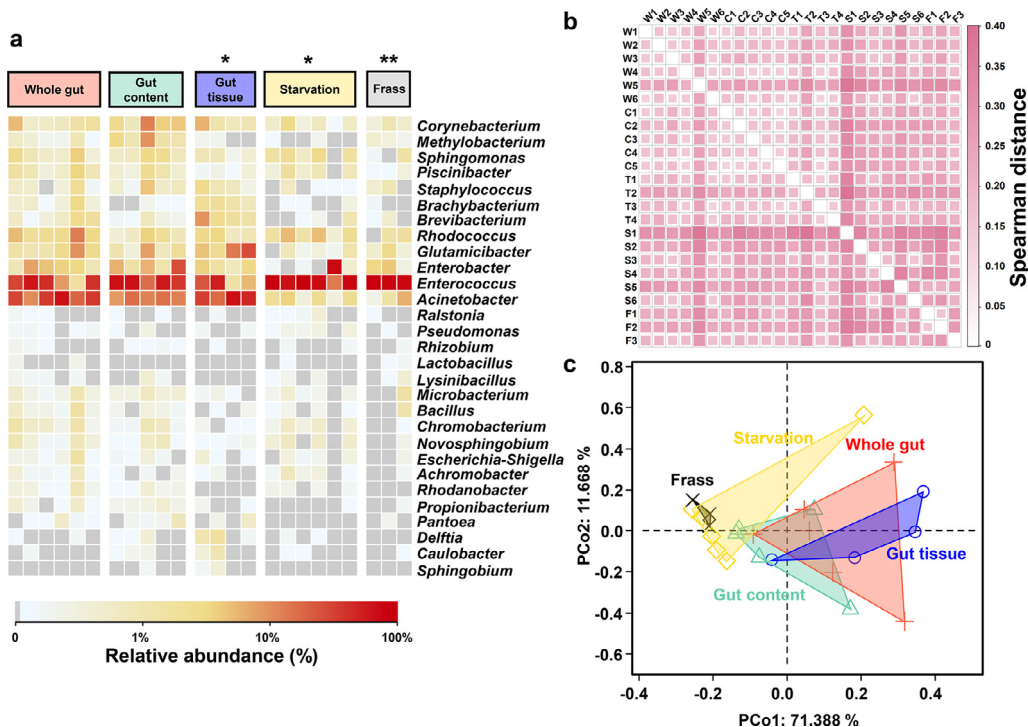 a
* * **
Whole gut
Gut content
Gut tissue
Starvation
Frass
Corynebacterium
Methylobacterium
Sphingomonas
Piscinibacter
Staphylococcus
Brachybacterium
Brevibacterium
Rhodococcus
Glutamicibacter
Enterobacter
Enterococcus
Acinetobacter
Ralstonia
Pseudomonas
Rhizobium
Lactobacillus
Lysinibacillus
Microbacterium
Bacillus
Chromobacterium
Novosphingobium
Escherichia-Shigella
Achromobacter
Rhodanobacter
Propionibacterium
Pantoea
Delftia
Caulobacter
Sphingobium
0 1% 10% 100%
Relative abundance (%)
b
W1 W2 W3 W4 W5 W6 C1 C2 C3 C4 C5 T1 T2 T3 T4 S1 S2 S3 S4 S5 S6 F1 F2 F3
W1
W2
W3
W4
W5
W6
C1
C2
C3
C4
C5
T1
T2
T3
T4
S1
S2
S3
S4
S5
S6
F1
F2
F3
0.40
0.35
0.30
0.25
0.20
0.15
0.10
0.05
0
Spearman distance
c
PCo2: 11.668 %
0.6
0.4
0.2
0.0
-0.2
-0.4
-0.6
Starvation
Whole gut
Frass
Gut tissue
Gut content
-0.4 -0.2 0.0 0.2 0.4
PCo1: 71.388 %